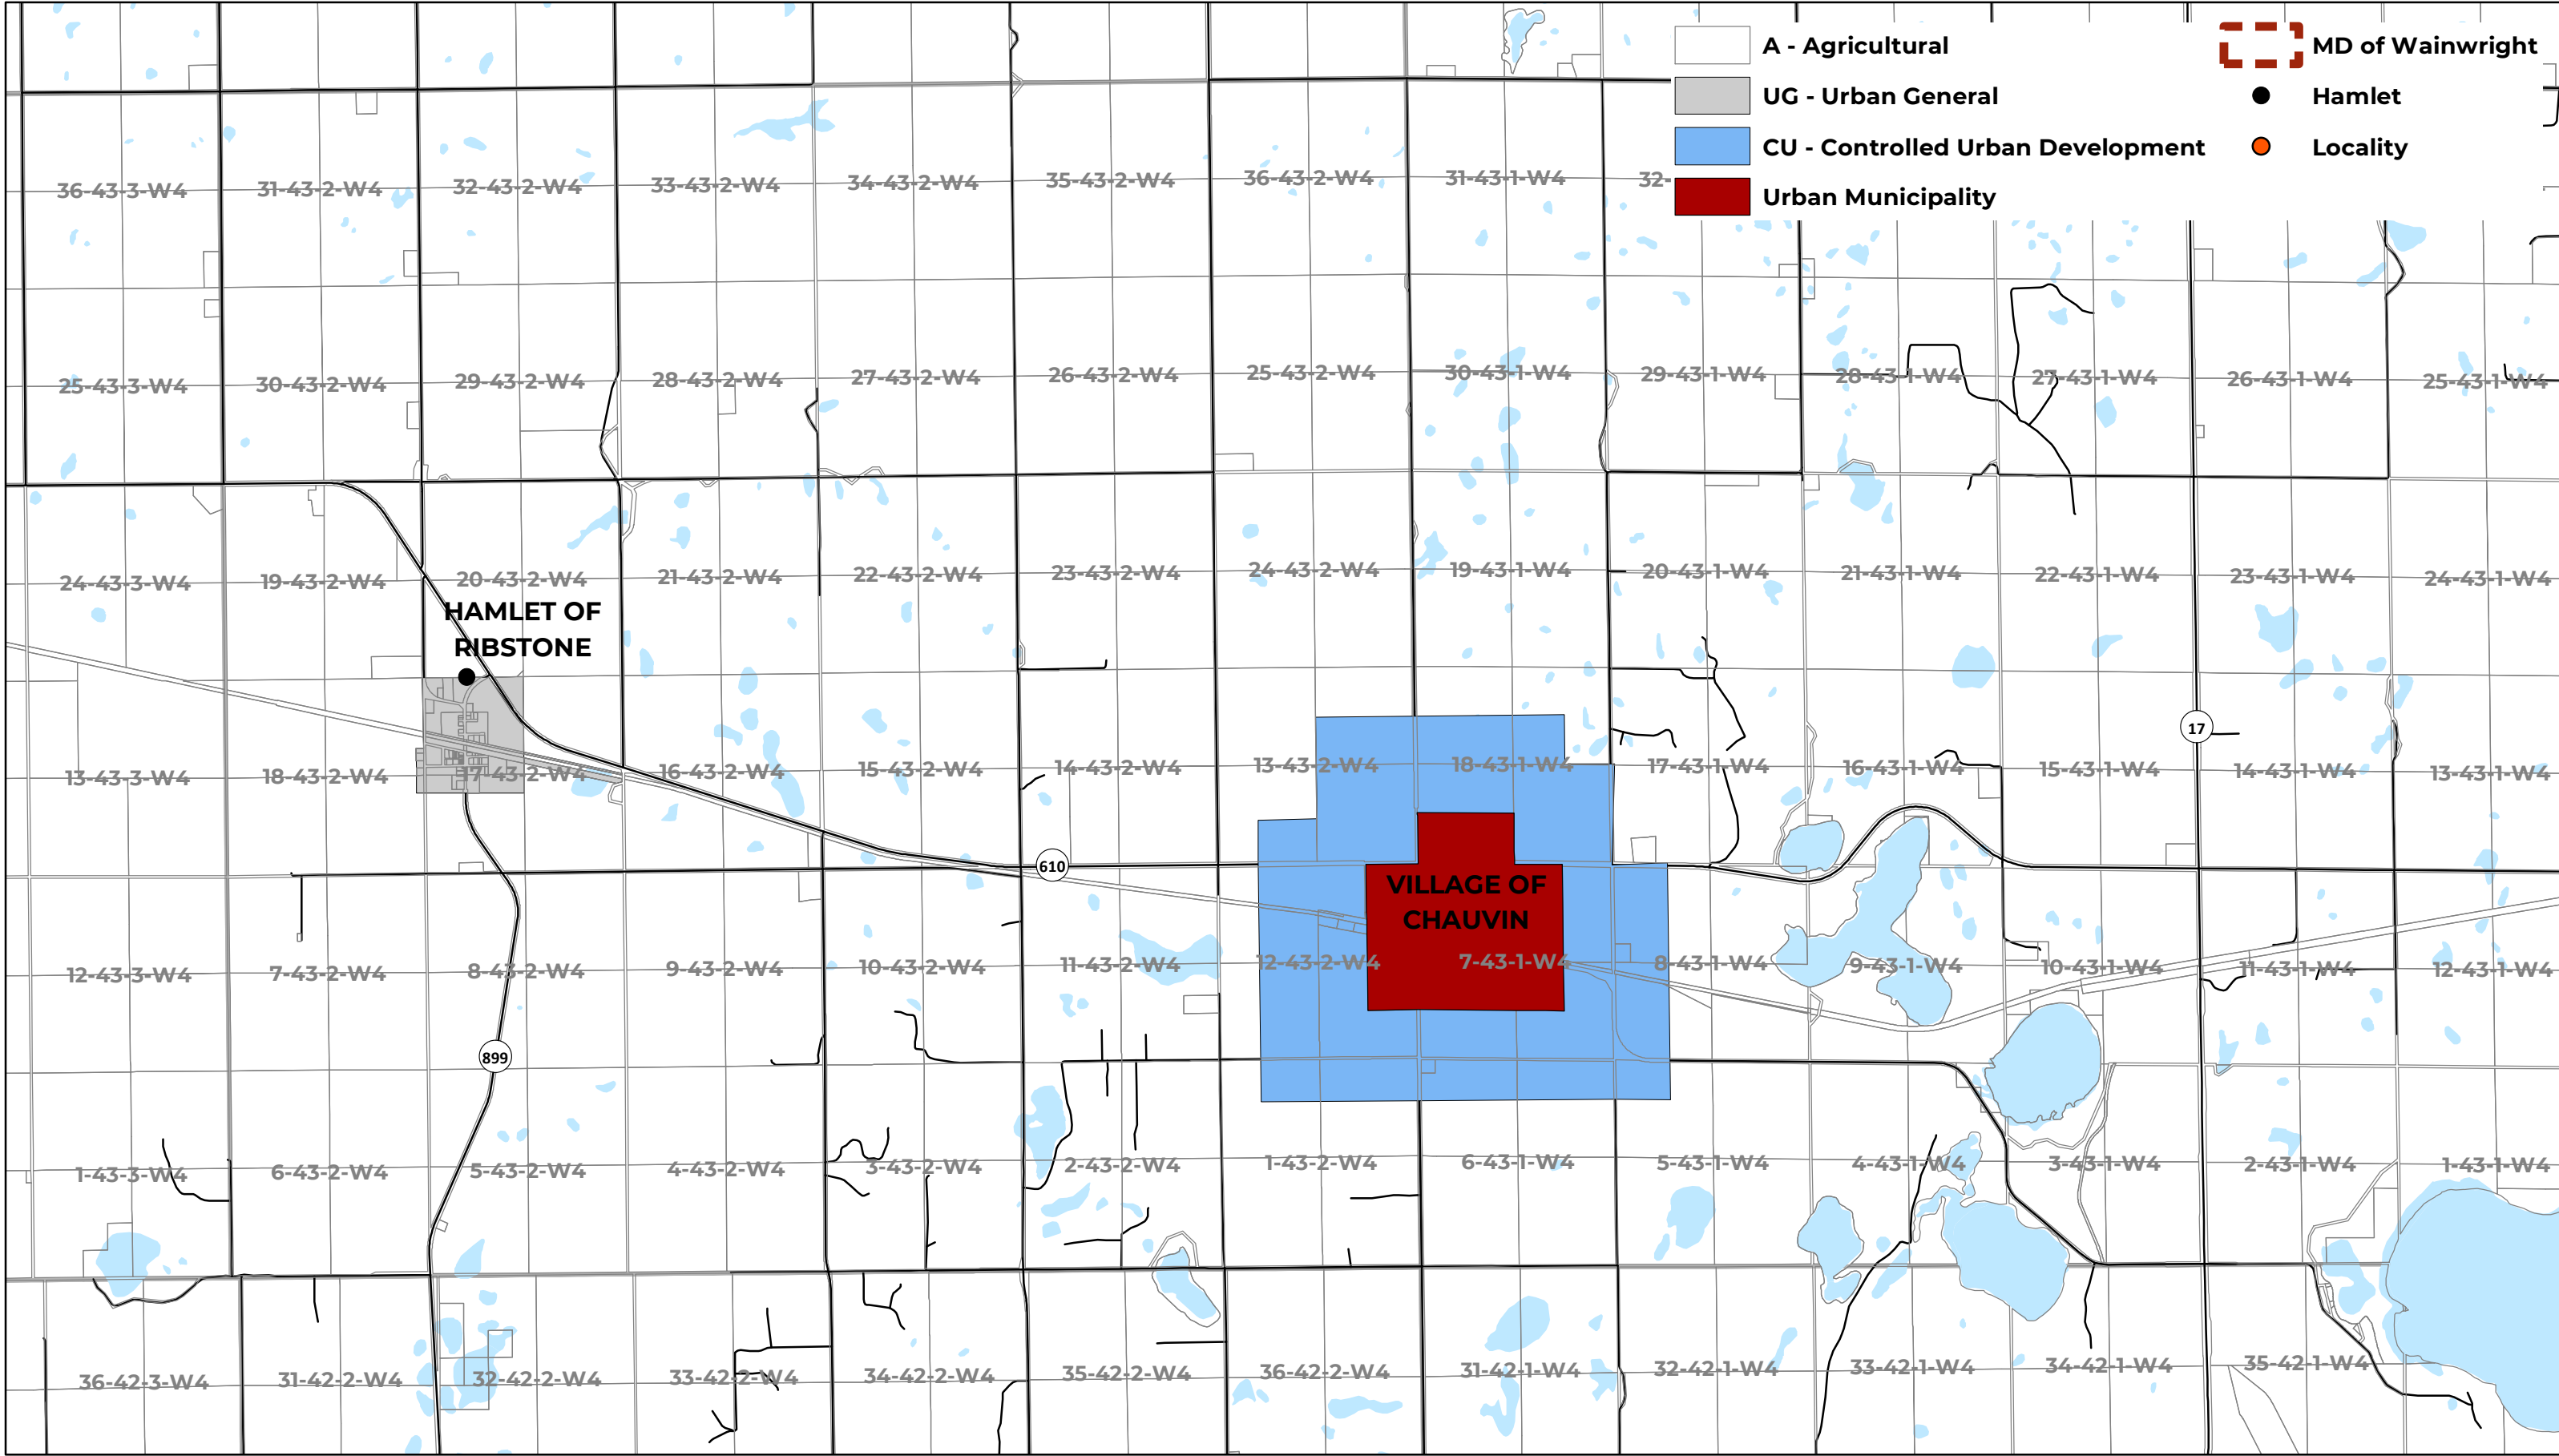 A - Agricultural
UG - Urban General
CU - Controlled Urban Development
Urban Municipality
MD of Wainwright
Hamlet
Locality
36-43-3-W4 31-43-2-W4 32-43-2-W4 33-43-2-W4 34-43-2-W4 35-43-2-W4 36-43-2-W4 31-43-1-W4 32-
25-43-3-W4 30-43-2-W4 29-43-2-W4 28-43-2-W4 27-43-2-W4 26-43-2-W4 25-43-2-W4 30-43-1-W4 29-43-1-W4 28-43-1-W4 27-43-1-W4 26-43-1-W4 25-43-1-W4
24-43-3-W4 19-43-2-W4 20-43-2-W4 21-43-2-W4 22-43-2-W4 23-43-2-W4 24-43-2-W4 19-43-1-W4 20-43-1-W4 21-43-1-W4 22-43-1-W4 23-43-1-W4 24-43-1-W4
HAMLET OF
RIBSTONE
17
13-43-3-W4 18-43-2-W4 17-43-2-W4 16-43-2-W4 15-43-2-W4 14-43-2-W4 13-43-2-W4 18-43-1-W4 17-43-1-W4 16-43-1-W4 15-43-1-W4 14-43-1-W4 13-43-1-W4
610
VILLAGE OF
CHAUVIN
12-43-3-W4 7-43-2-W4 8-43-2-W4 9-43-2-W4 10-43-2-W4 11-43-2-W4 12-43-2-W4 7-43-1-W4 8-43-1-W4 9-43-1-W4 10-43-1-W4 11-43-1-W4 12-43-1-W4
899
1-43-3-W4 6-43-2-W4 5-43-2-W4 4-43-2-W4 3-43-2-W4 2-43-2-W4 1-43-2-W4 6-43-1-W4 5-43-1-W4 4-43-1-W4 3-43-1-W4 2-43-1-W4 1-43-1-W4
36-42-3-W4 31-42-2-W4 32-42-2-W4 33-42-2-W4 34-42-2-W4 35-42-2-W4 36-42-2-W4 31-42-1-W4 32-42-1-W4 33-42-1-W4 34-42-1-W4 35-42-1-W4